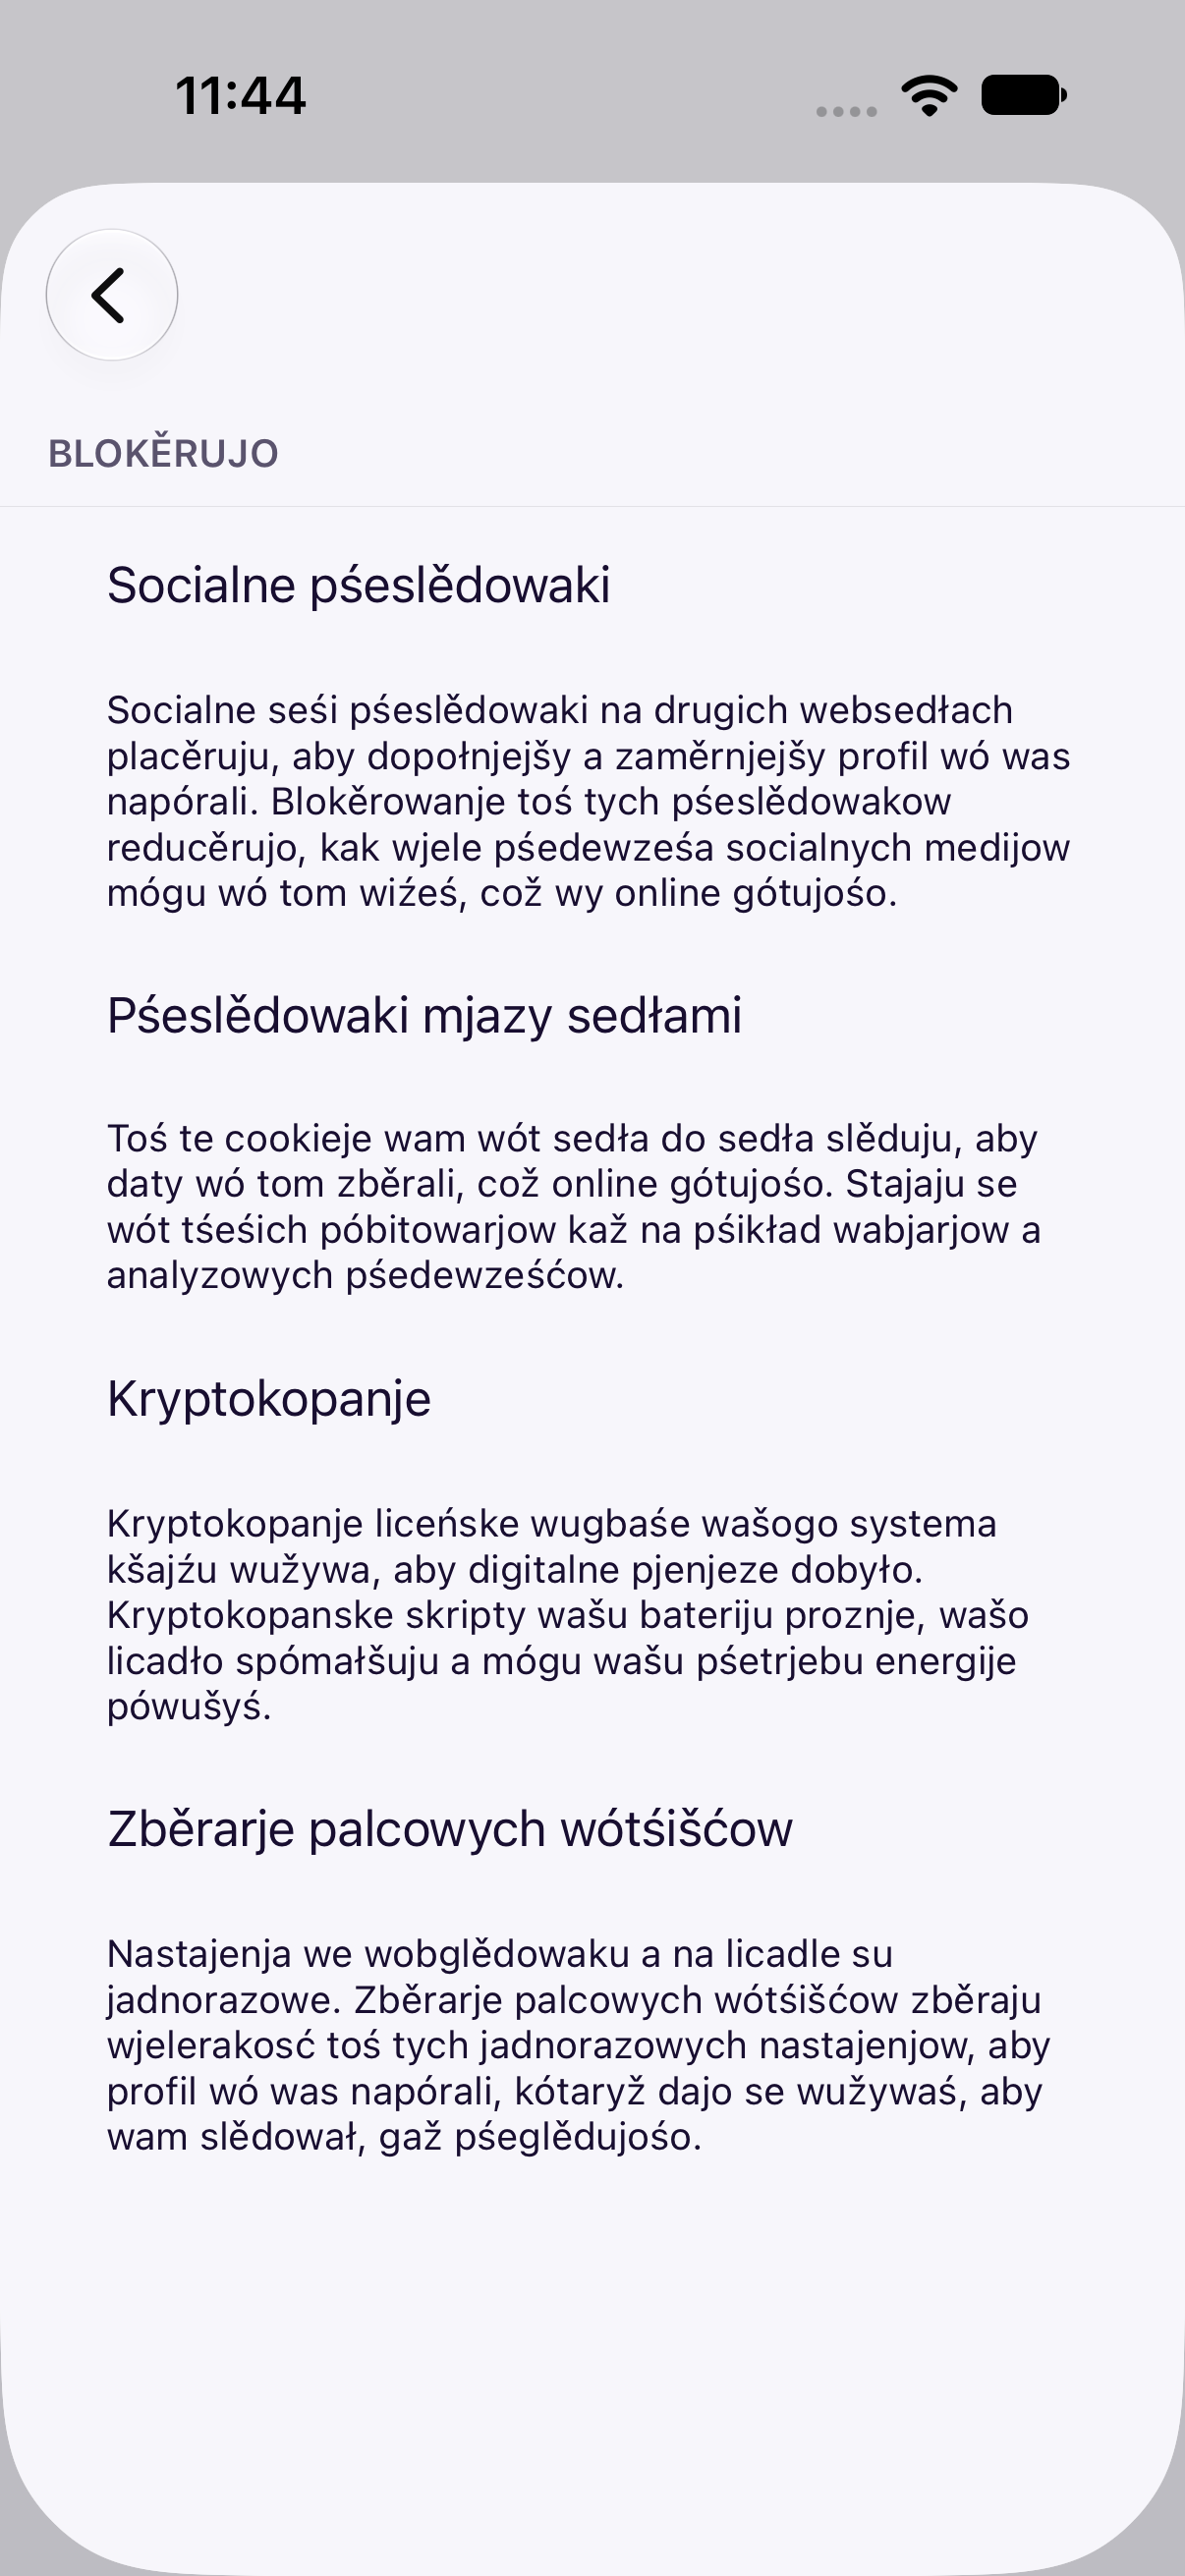 11:44
BLOKĚRUJO
Socialne pśeslědowaki
Socialne seśi pśeslědowaki na drugich websedłach
placěruju, aby dopołnjejšy a zaměrnjejšy profil wó was
napórali. Blokěrowanje toś tych pśeslědowakow
reducěrujo, kak wjele pśedewześa socialnych medijow
mógu wó tom wiźeś, což wy online gótujośo.
Pśeslědowaki mjazy sedłami
Toś te cookieje wam wót sedła do sedła slěduju, aby
daty wó tom zběrali, což online gótujośo. Stajaju se
wót tśeśich póbitowarjow kaž na pśikład wabjarjow a
analyzowych pśedewześćow.
Kryptokopanje
Kryptokopanje liceńske wugbaśe wašogo systema
kšajźu wužywa, aby digitalne pjenjeze dobyło.
Kryptokopanske skripty wašu bateriju proznje, wašo
licadło spómałšuju a mógu wašu pśetrjebu energije
pówušyś.
Zběrarje palcowych wótśišćow
Nastajenja we wobglědowaku a na licadle su
jadnorazowe. Zběrarje palcowych wótśišćow zběraju
wjelerakosć toś tych jadnorazowych nastajenjow, aby
profil wó was napórali, kótaryž dajo se wužywaś, aby
wam slědował, gaž pśeglědujośo.